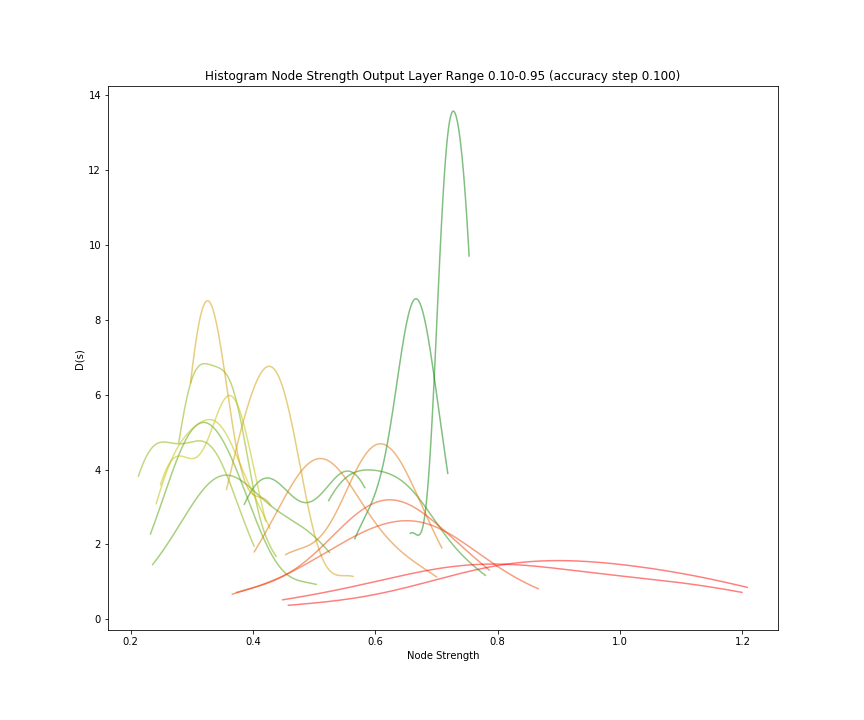 Histogram Node Strength Output Layer Range 0.10-0.95 (accuracy step 0.100)
14
12
10
8
6
4
2
0
D(s)
0.2 0.4 0.6 0.8 1.0 1.2
Node Strength